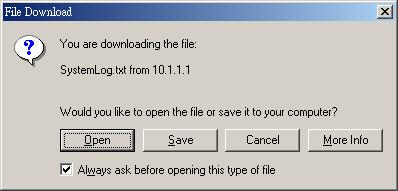 File Download
You are downloading the file:
SystemLog.txt from 10.1.1.1
Would you like to open the file or save it to your computer?
Open Save Cancel More Info
Always ask before opening this type of file